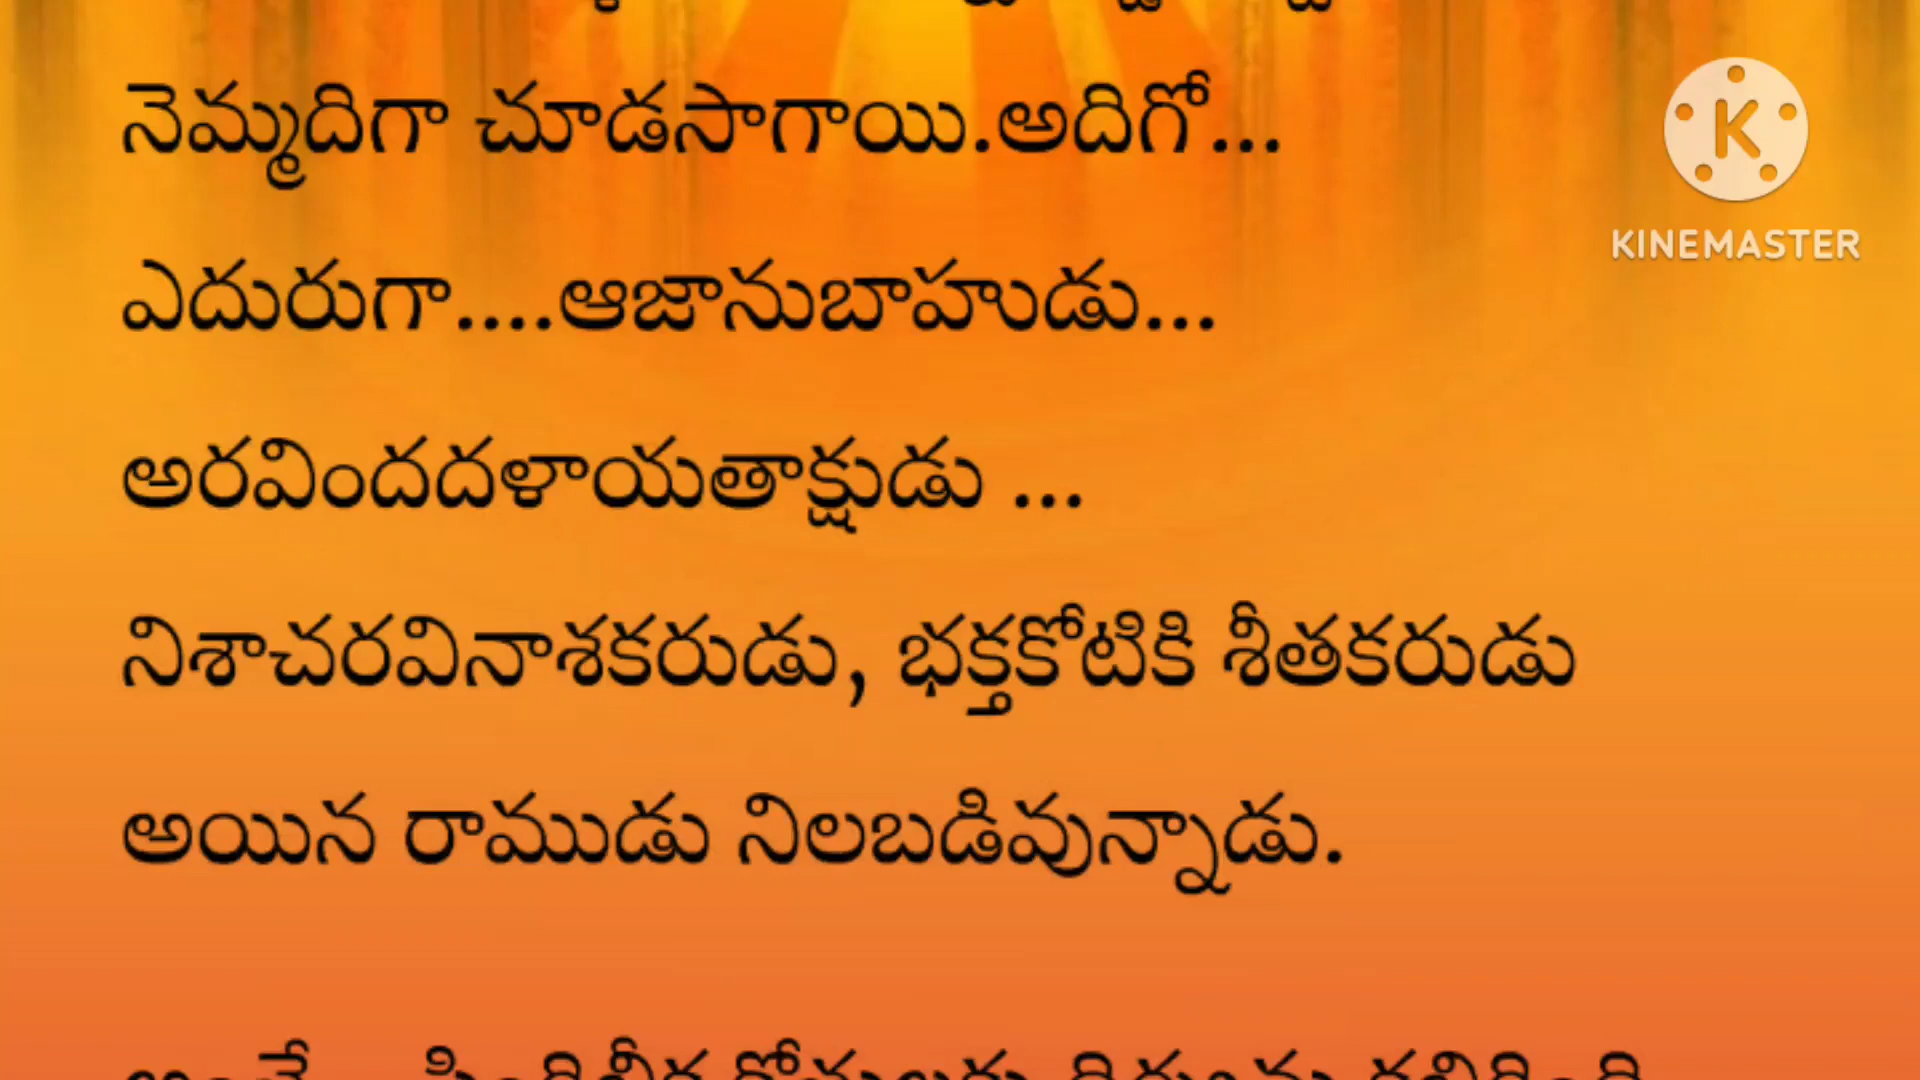 నెమ్మదిగా చూడసాగాయి.అదిగో...
KINEMASTER
ఎదురుగా....ఆజానుబాహుడు...
అరవిందదళాయతాక్షుడు ...
నిశాచరవినాశకరుడు, భక్తకోటికి శీతకరుడు
అయిన రాముడు నిలబడివున్నాడు.